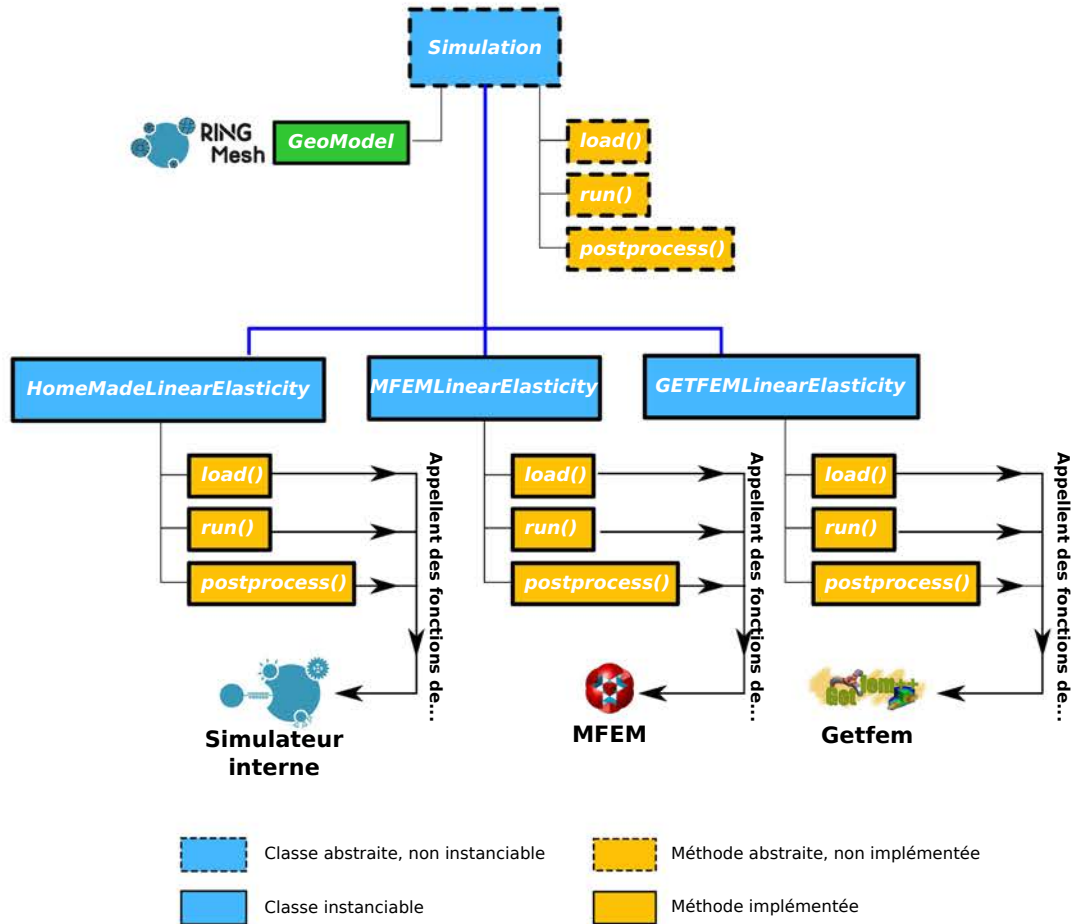 Simulation
RING
Mesh
GeoModel
load()
run()
postprocess()
HomeMadeLinearElasticity
MFEMLinearElasticity
GETFEMLinearElasticity
load()
run()
postprocess()
Appellent des fonctions de...
load()
run()
postprocess()
Appellent des fonctions de...
load()
run()
postprocess()
Appellent des fonctions de...
Simulateur
interne
MFEM
Get fem++
Getfem
Classe abstraite, non instanciable
Méthode abstraite, non implémentée
Classe instanciable
Méthode implémentée